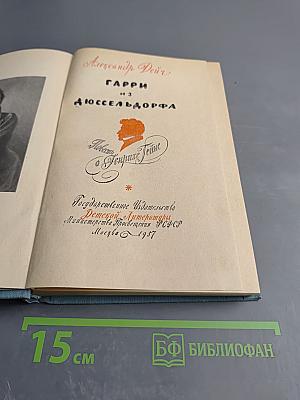 Александр Дейч
ГАРРИ
ИЗ
ДЮССЕЛЬДОРФА
Повесть
о Генрихе Гейне
Государственное Издательство
Детской Литературы
Министерства Просвещения РСФСР
Москва 1957
15 см
БФ БИБЛИОФАН